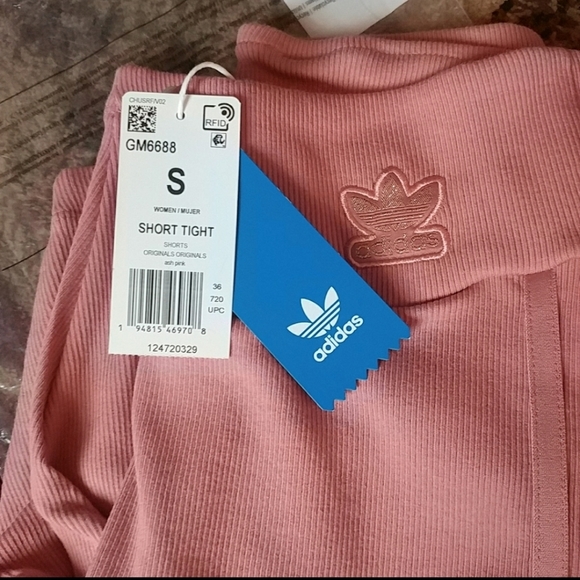 CHUSRFIV02
RFID
GM6688
S
WOMEN / MUJER
SHORT TIGHT
SHORTS
ORIGINALS ORIGINALS
ash pink
36
720
UPC
1 94815 46970 8
124720329
adidas
adidas